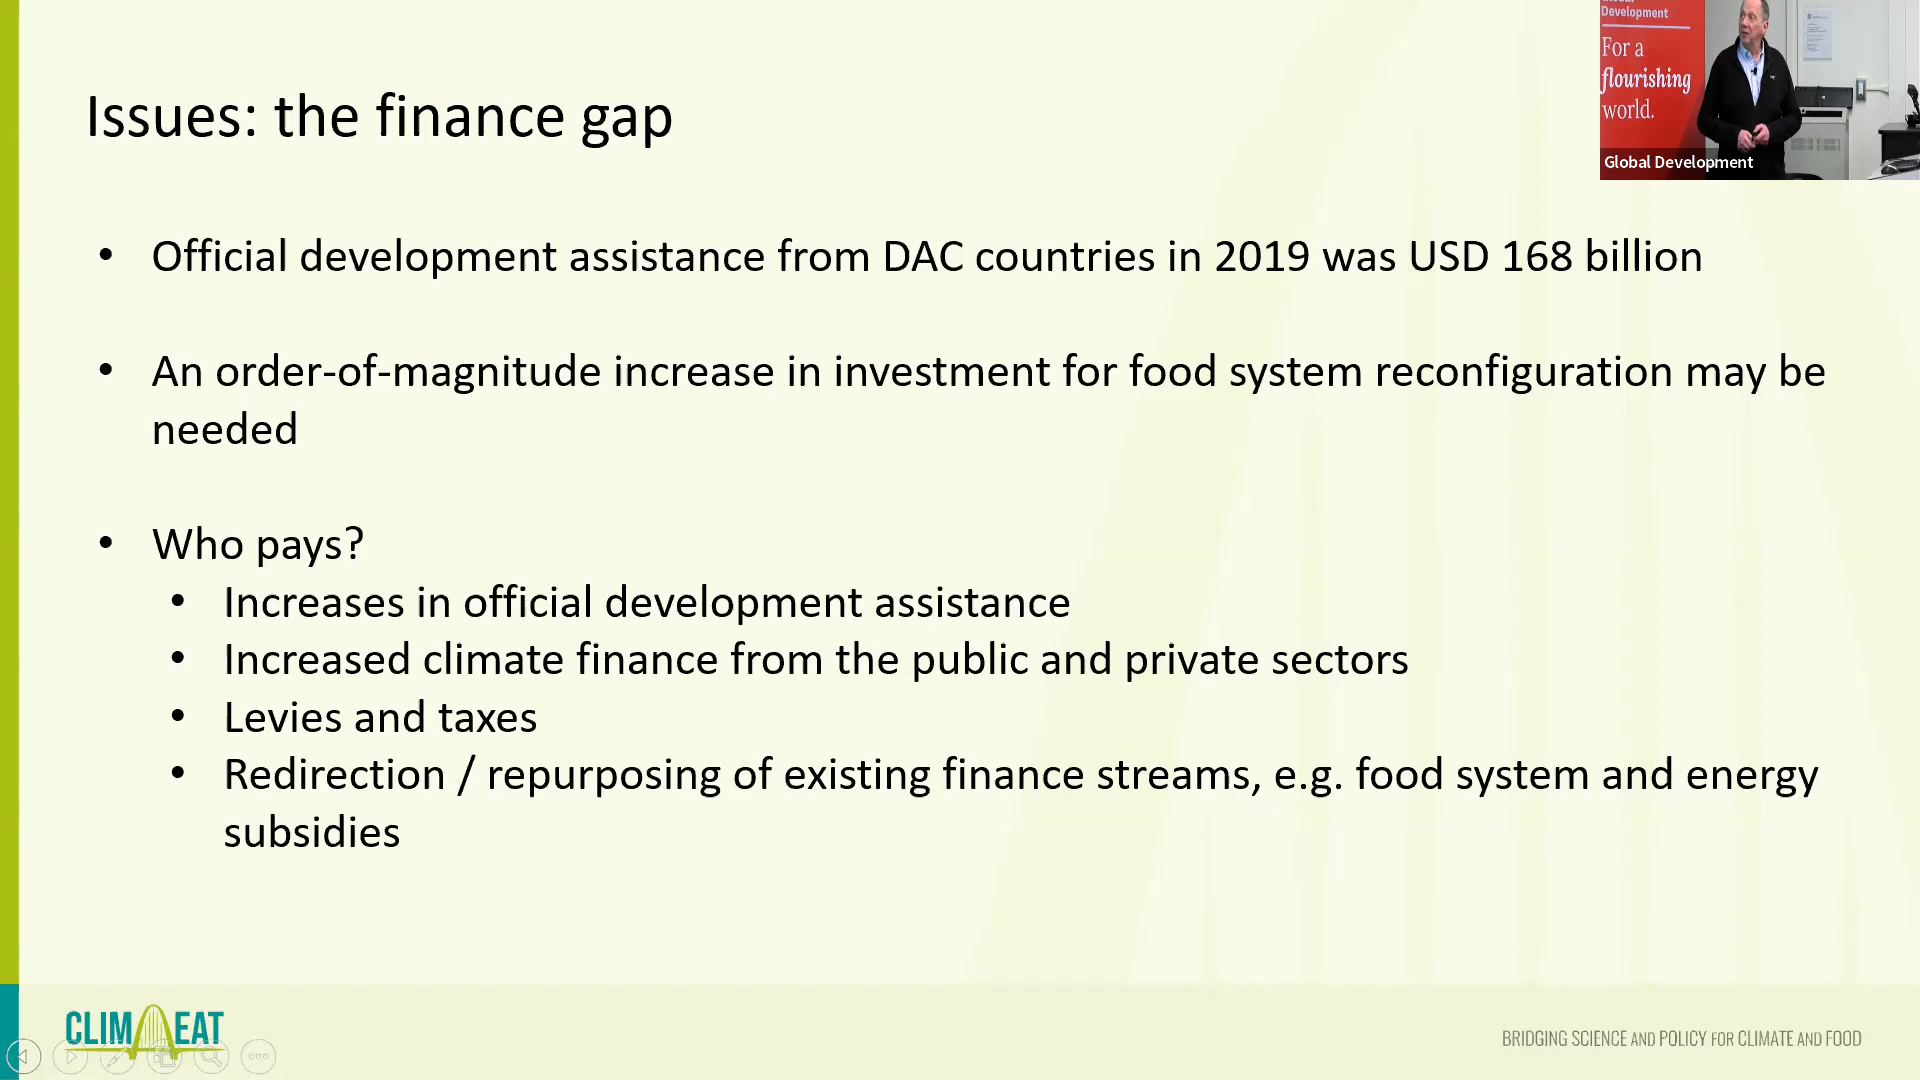 Global
Development
For a
flourishing
world.
Global Development
Issues: the finance gap
• Official development assistance from DAC countries in 2019 was USD 168 billion
• An order-of-magnitude increase in investment for food system reconfiguration may be
needed
• Who pays?
• Increases in official development assistance
• Increased climate finance from the public and private sectors
• Levies and taxes
• Redirection / repurposing of existing finance streams, e.g. food system and energy
subsidies
CLIM EAT
BRIDGING SCIENCE AND POLICY FOR CLIMATE AND FOOD